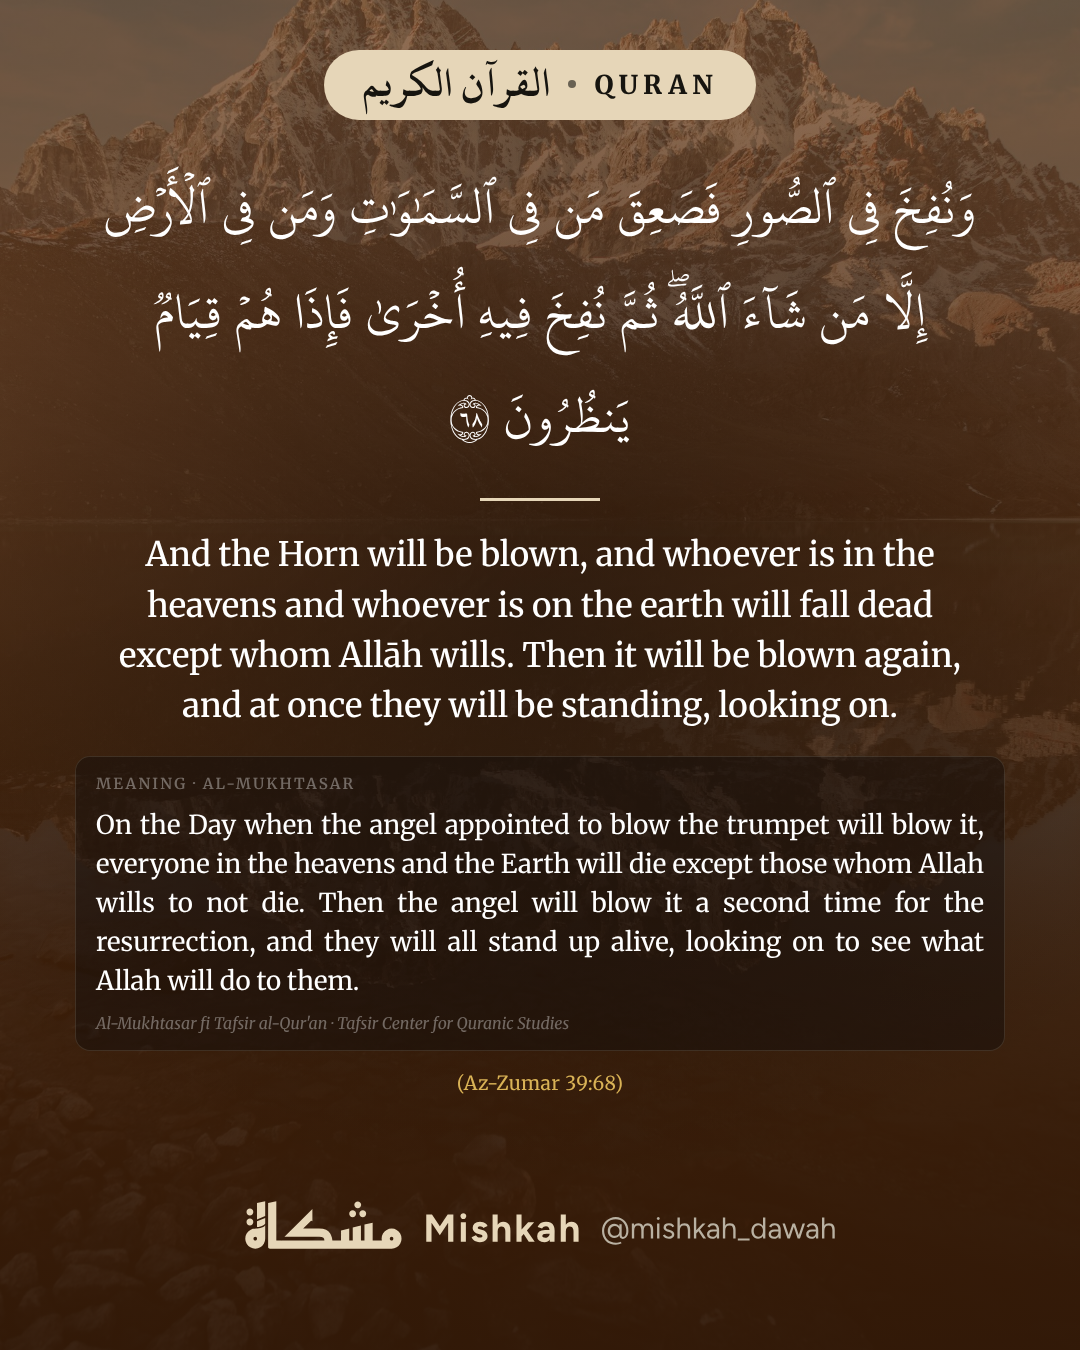 القرآن الكريم • QURAN
وَنُفِخَ فِى ٱلصُّورِ فَصَعِقَ مَن فِى ٱلسَّمَـٰوَٰتِ وَمَن فِى ٱلْأَرْضِ
إِلَّا مَن شَآءَ ٱللَّهُ ۖ ثُمَّ نُفِخَ فِيهِ أُخْرَىٰ فَإِذَا هُمْ قِيَامٌ
يَنظُرُونَ ٦٨
And the Horn will be blown, and whoever is in the
heavens and whoever is on the earth will fall dead
except whom Allāh wills. Then it will be blown again,
and at once they will be standing, looking on.
MEANING · AL-MUKHTASAR
On the Day when the angel appointed to blow the trumpet will blow it,
everyone in the heavens and the Earth will die except those whom Allah
wills to not die. Then the angel will blow it a second time for the
resurrection, and they will all stand up alive, looking on to see what
Allah will do to them.
Al-Mukhtasar fi Tafsir al-Qur'an · Tafsir Center for Quranic Studies
(Az-Zumar 39:68)
مشكاة Mishkah @mishkah_dawah